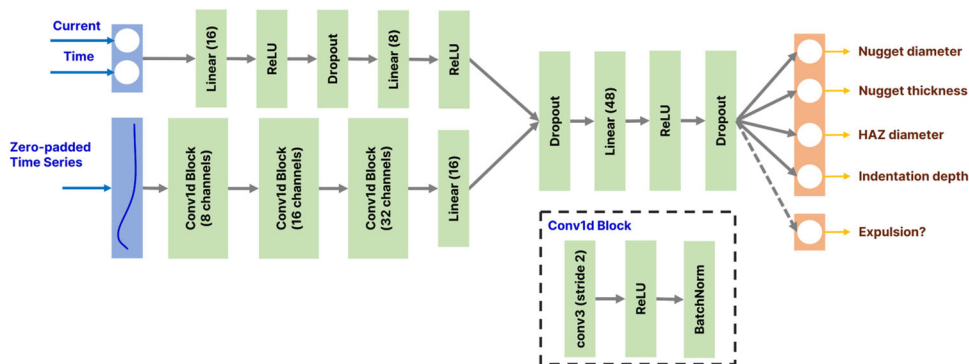 Current
Time
Linear (16)
ReLU
Dropout
Linear (8)
ReLU
Zero-padded
Time Series
Conv1d Block
(8 channels)
Conv1d Block
(16 channels)
Conv1d Block
(32 channels)
Linear (16)
Dropout
Linear (48)
ReLU
Dropout
Nugget diameter
Nugget thickness
HAZ diameter
Indentation depth
Expulsion?
Conv1d Block
conv3 (stride 2)
ReLU
BatchNorm